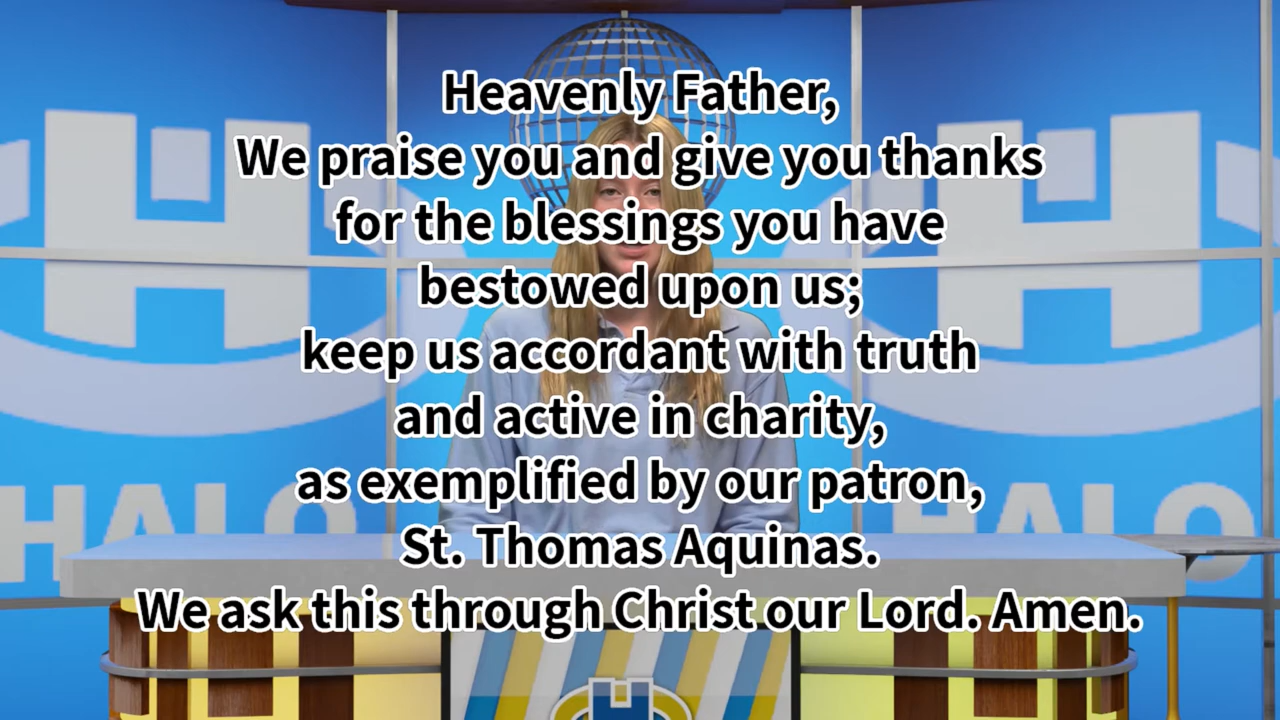 Heavenly Father,
We praise you and give you thanks
for the blessings you have
bestowed upon us;
keep us accordant with truth
and active in charity,
as exemplified by our patron,
St. Thomas Aquinas.
We ask this through Christ our Lord. Amen.
H
H
HALO
HALO